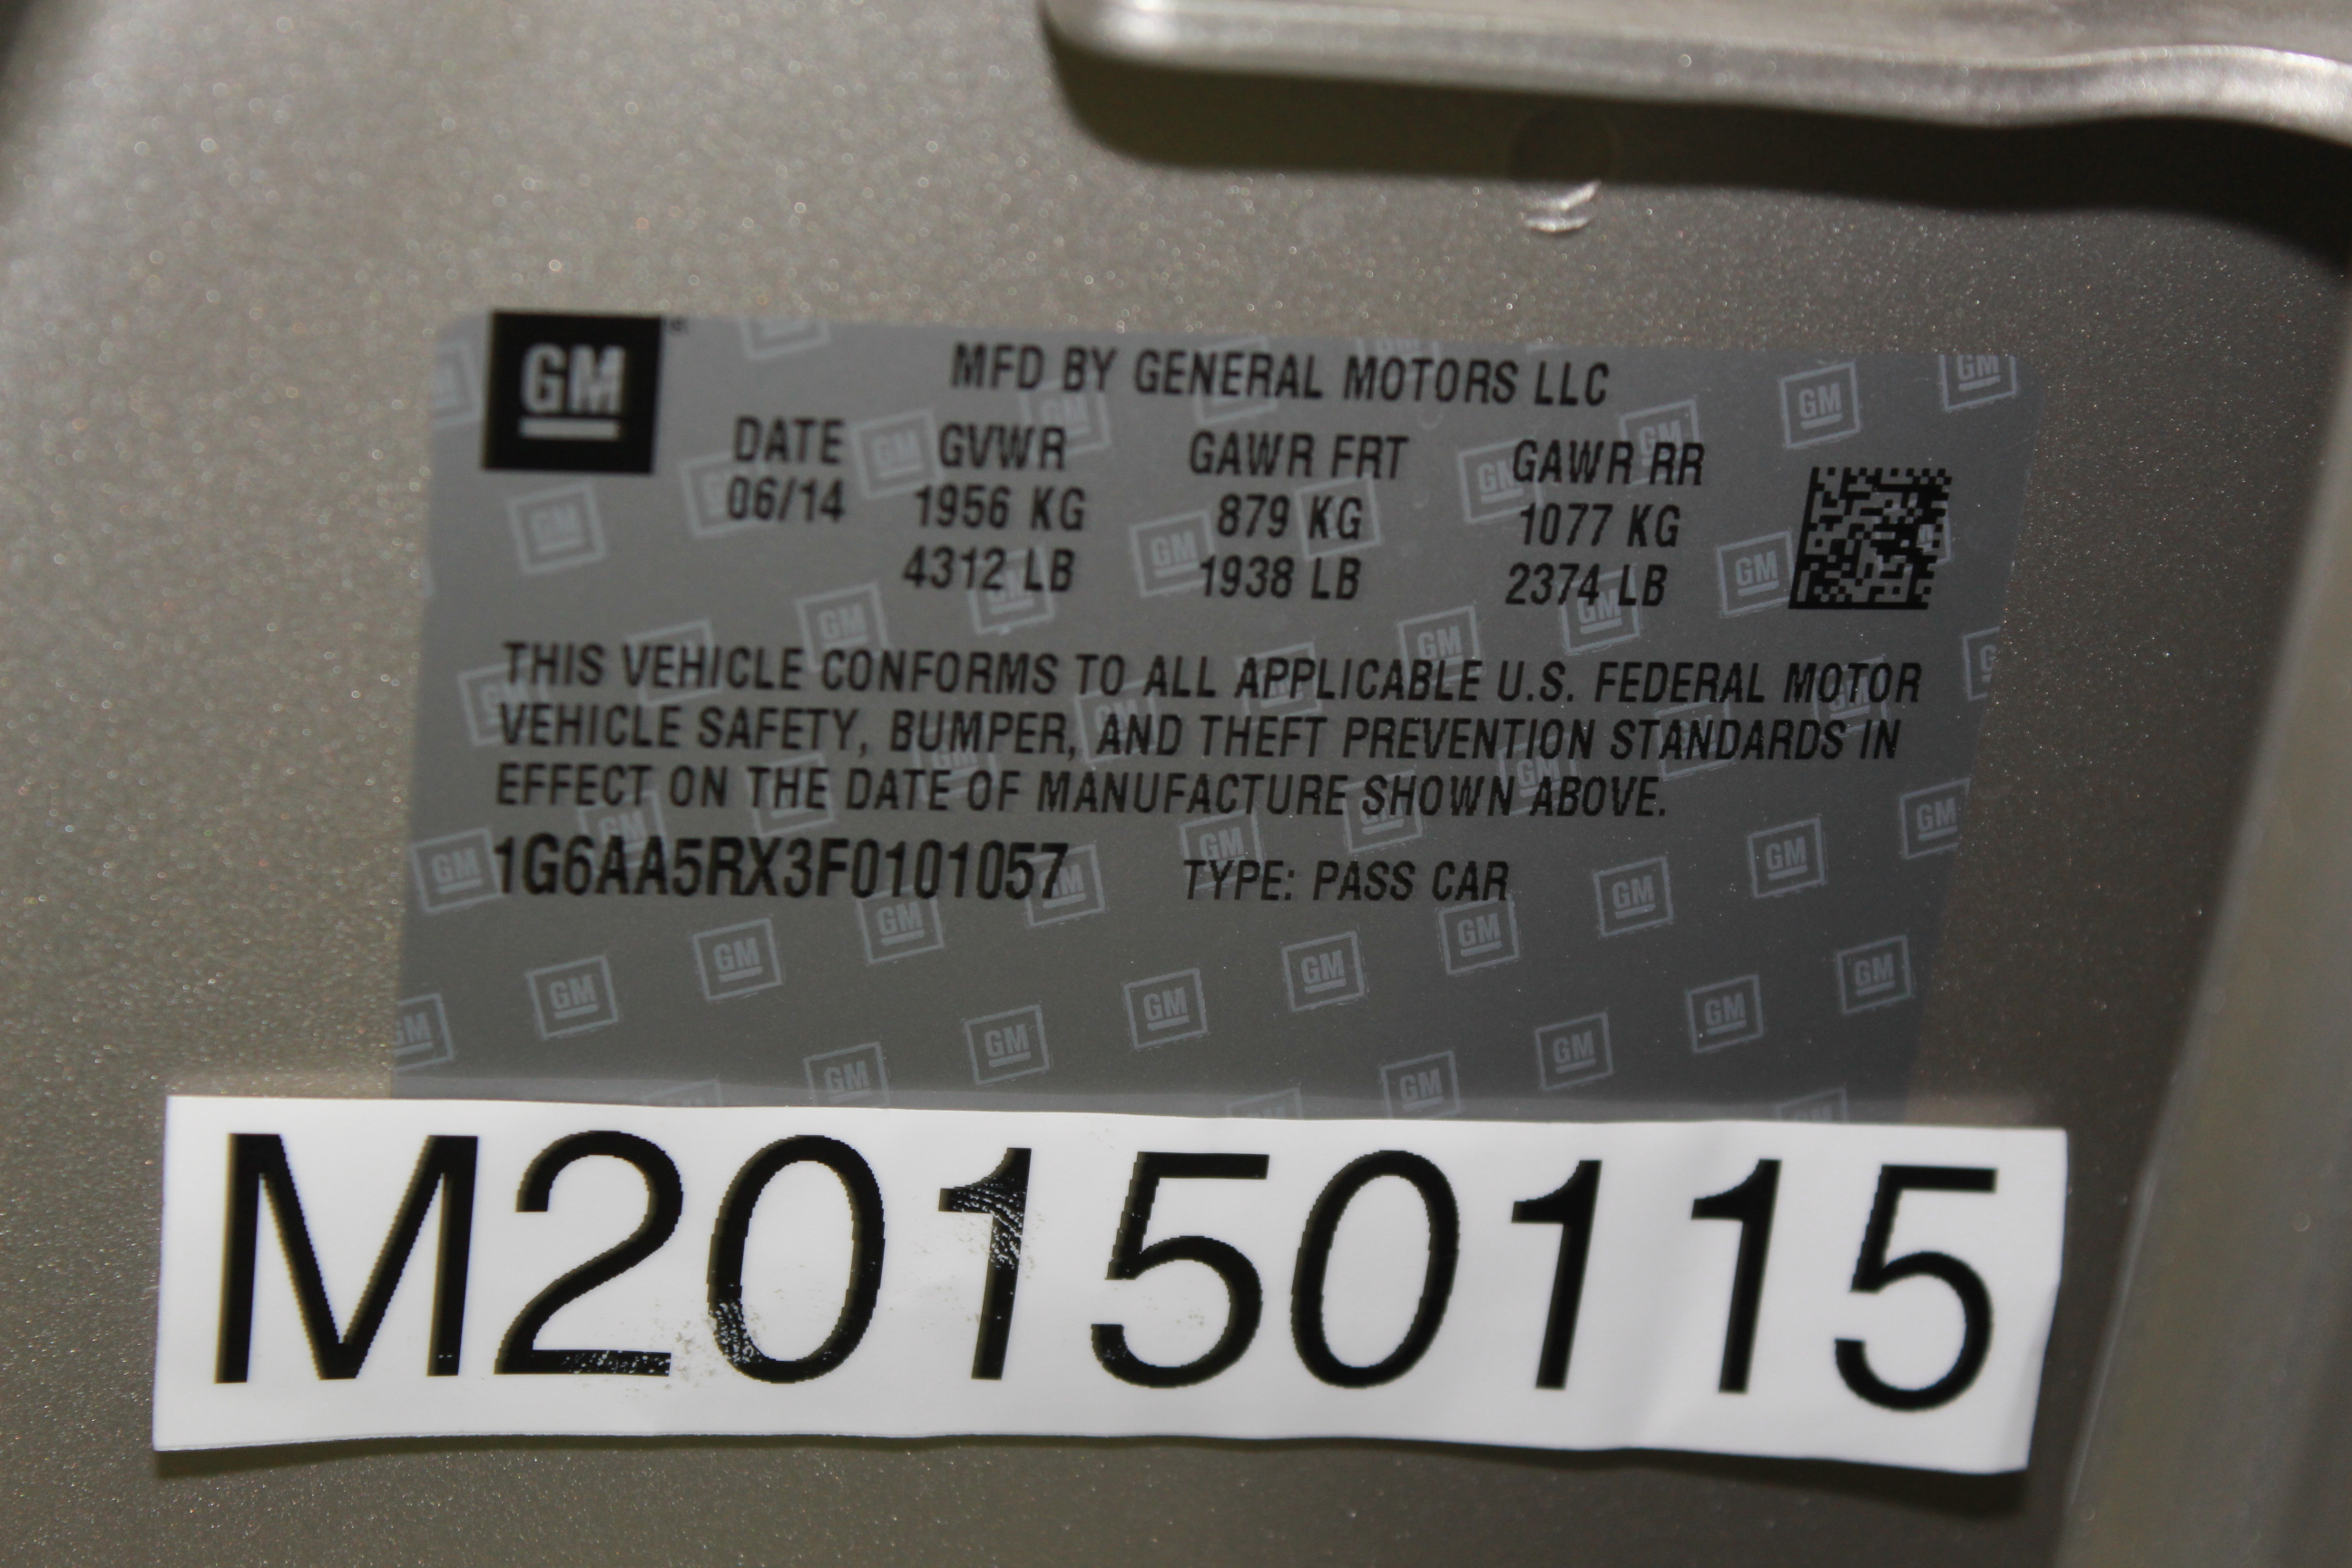 GM
MFD BY GENERAL MOTORS LLC
DATE GVWR GAWR FRT GAWR RR
06/14 1956 KG 879 KG 1077 KG
4312 LB 1938 LB 2374 LB
THIS VEHICLE CONFORMS TO ALL APPLICABLE U.S. FEDERAL MOTOR
VEHICLE SAFETY, BUMPER, AND THEFT PREVENTION STANDARDS IN
EFFECT ON THE DATE OF MANUFACTURE SHOWN ABOVE.
1G6AA5RX3F0101057 TYPE: PASS CAR
M20150115